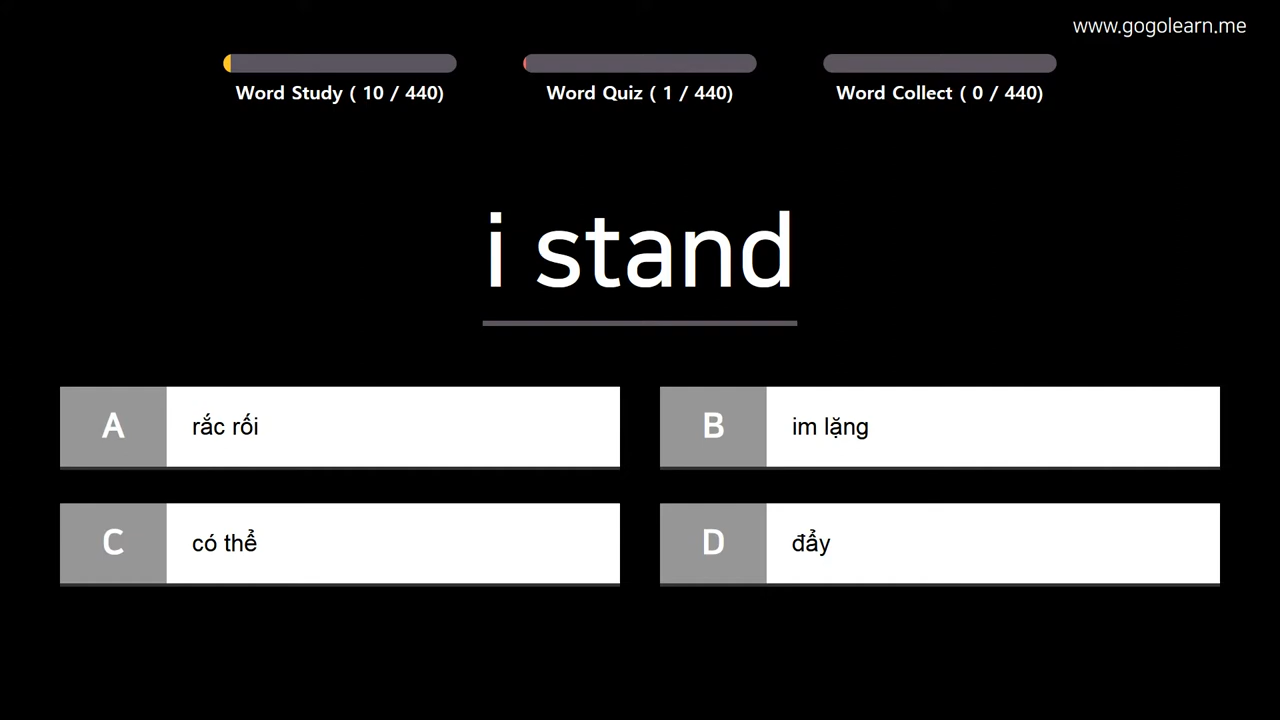 www.gogolearn.me
Word Study ( 10 / 440)
Word Quiz ( 1 / 440)
Word Collect ( 0 / 440)
i stand
A rắc rối
B im lặng
C có thể
D đẩy